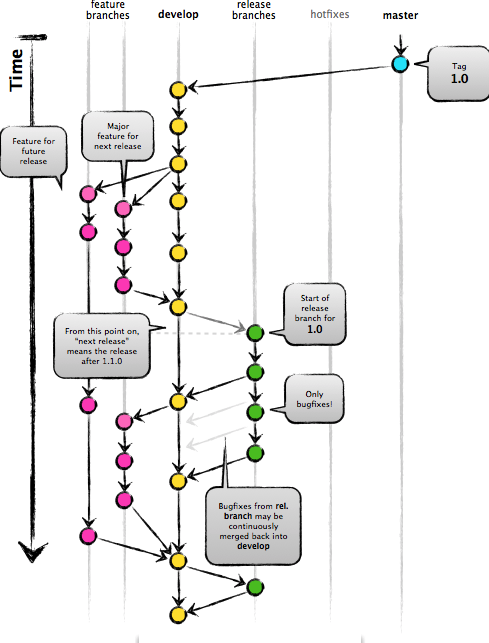 feature
branches
develop
release
branches
hotfixes
master
Time
Tag
1.0
Major
feature for
next release
Feature for
future
release
Start of
release
branch for
1.0
From this point on,
"next release"
means the release
after 1.1.0
Only
bugfixes!
Bugfixes from rel.
branch may be
continuously
merged back into
develop